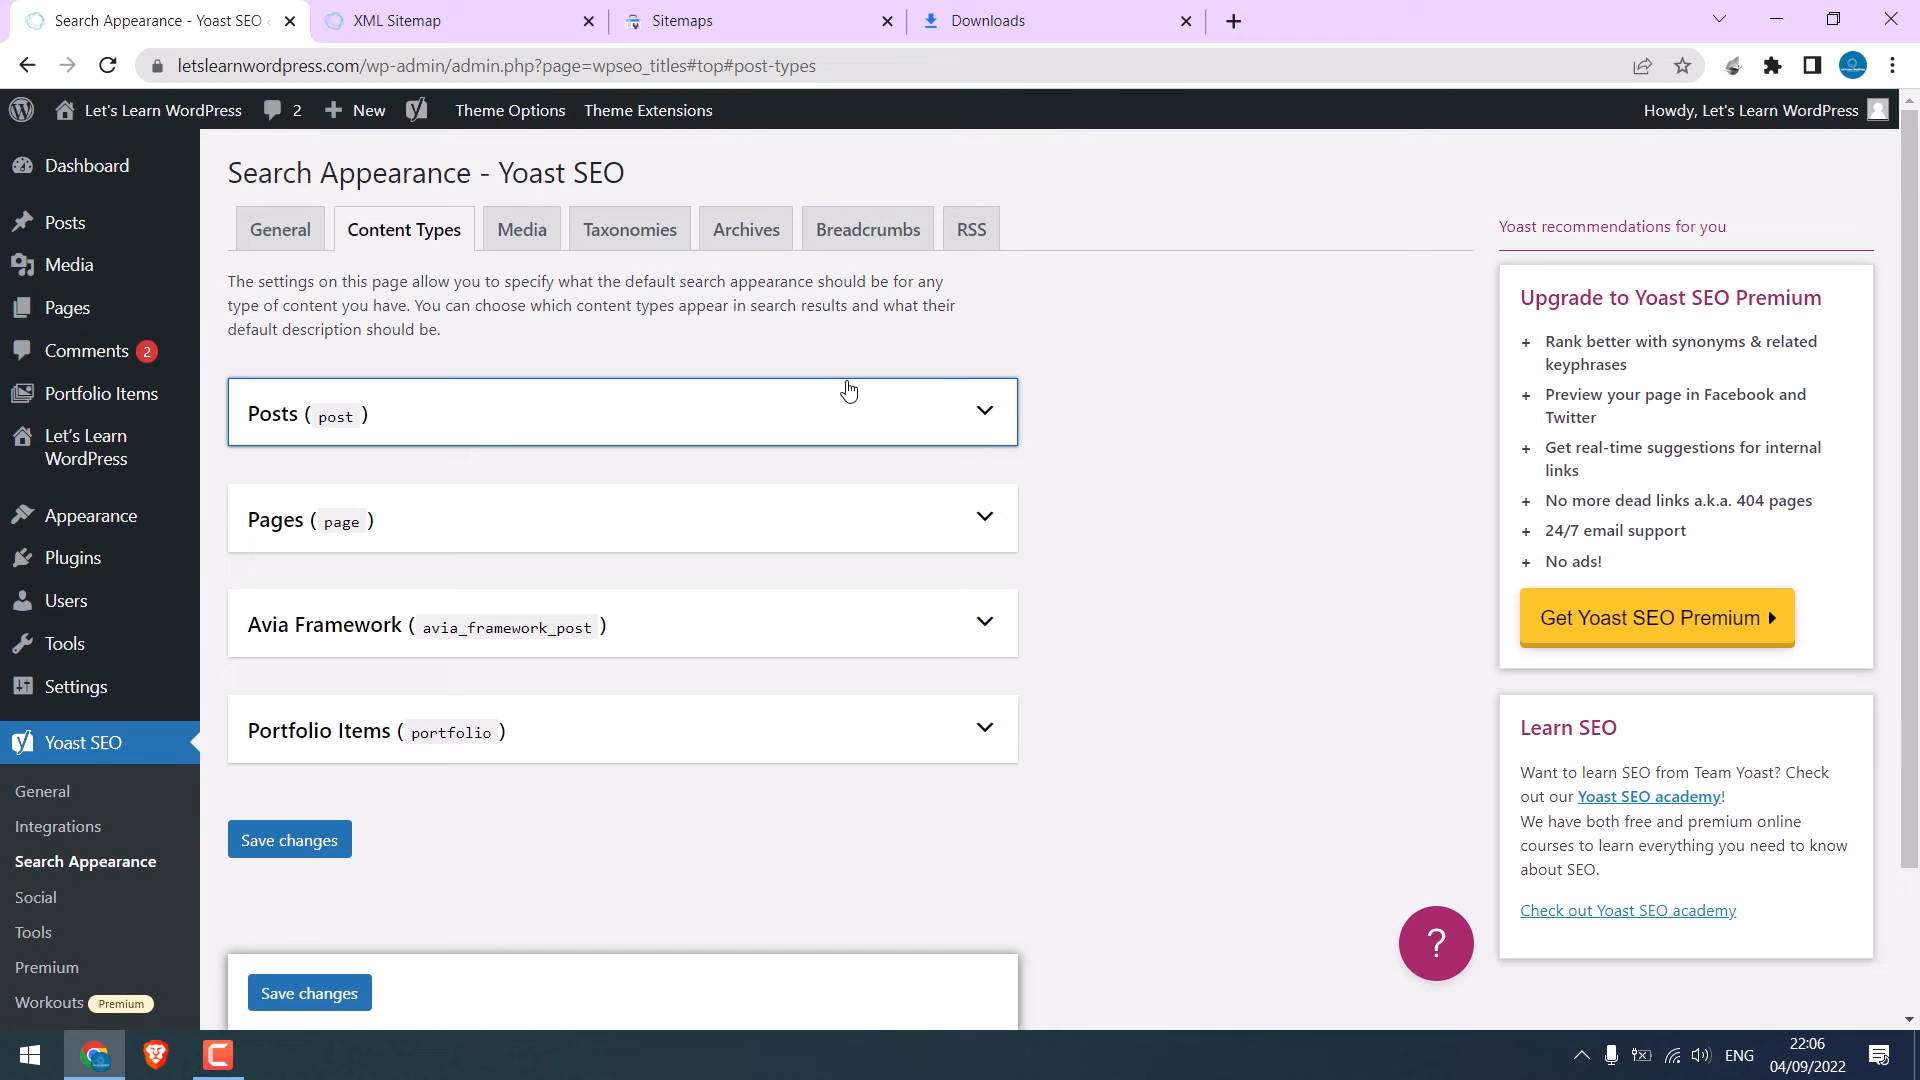 Search Appearance - Yoast SEO
XML Sitemap
Sitemaps
Downloads
letslearnwordpress.com/wp-admin/admin.php?page=wpseo_titles#top#post-types
Let's Learn WordPress
2
New
Theme Options
Theme Extensions
Howdy, Let's Learn WordPress
Dashboard
Posts
Media
Pages
Comments 2
Portfolio Items
Let's Learn
WordPress
Appearance
Plugins
Users
Tools
Settings
Yoast SEO
General
Integrations
Search Appearance
Social
Tools
Premium
Workouts Premium
Search Appearance - Yoast SEO
General
Content Types
Media
Taxonomies
Archives
Breadcrumbs
RSS
The settings on this page allow you to specify what the default search appearance should be for any
type of content you have. You can choose which content types appear in search results and what their
default description should be.
Posts ( post )
Pages ( page )
Avia Framework ( avia_framework_post )
Portfolio Items ( portfolio )
Save changes
Save changes
Yoast recommendations for you
Upgrade to Yoast SEO Premium
+ Rank better with synonyms & related
keyphrases
+ Preview your page in Facebook and
Twitter
+ Get real-time suggestions for internal
links
+ No more dead links a.k.a. 404 pages
+ 24/7 email support
+ No ads!
Get Yoast SEO Premium
Learn SEO
Want to learn SEO from Team Yoast? Check
out our Yoast SEO academy!
We have both free and premium online
courses to learn everything you need to know
about SEO.
Check out Yoast SEO academy
?
ENG
22:06
04/09/2022